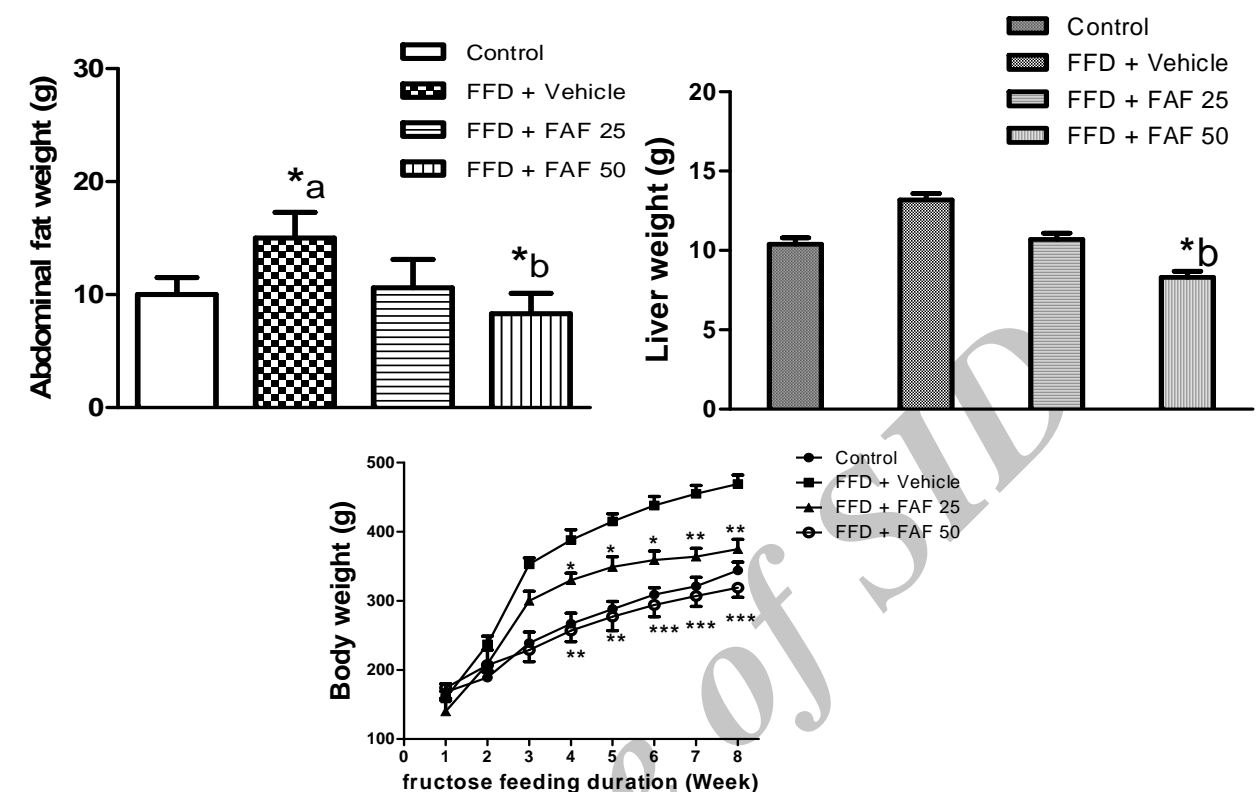 Control
FFD + Vehicle
FFD + FAF 25
FFD + FAF 50
Abdominal fat weight (g)
30
20
10
0
*a
*b
Control
FFD + Vehicle
FFD + FAF 25
FFD + FAF 50
Liver weight (g)
20
15
10
5
0
*b
Control
FFD + Vehicle
FFD + FAF 25
FFD + FAF 50
Body weight (g)
500
400
300
200
100
* * * ** **
** ** *** *** ***
0 1 2 3 4 5 6 7 8
fructose feeding duration (Week)
of SID